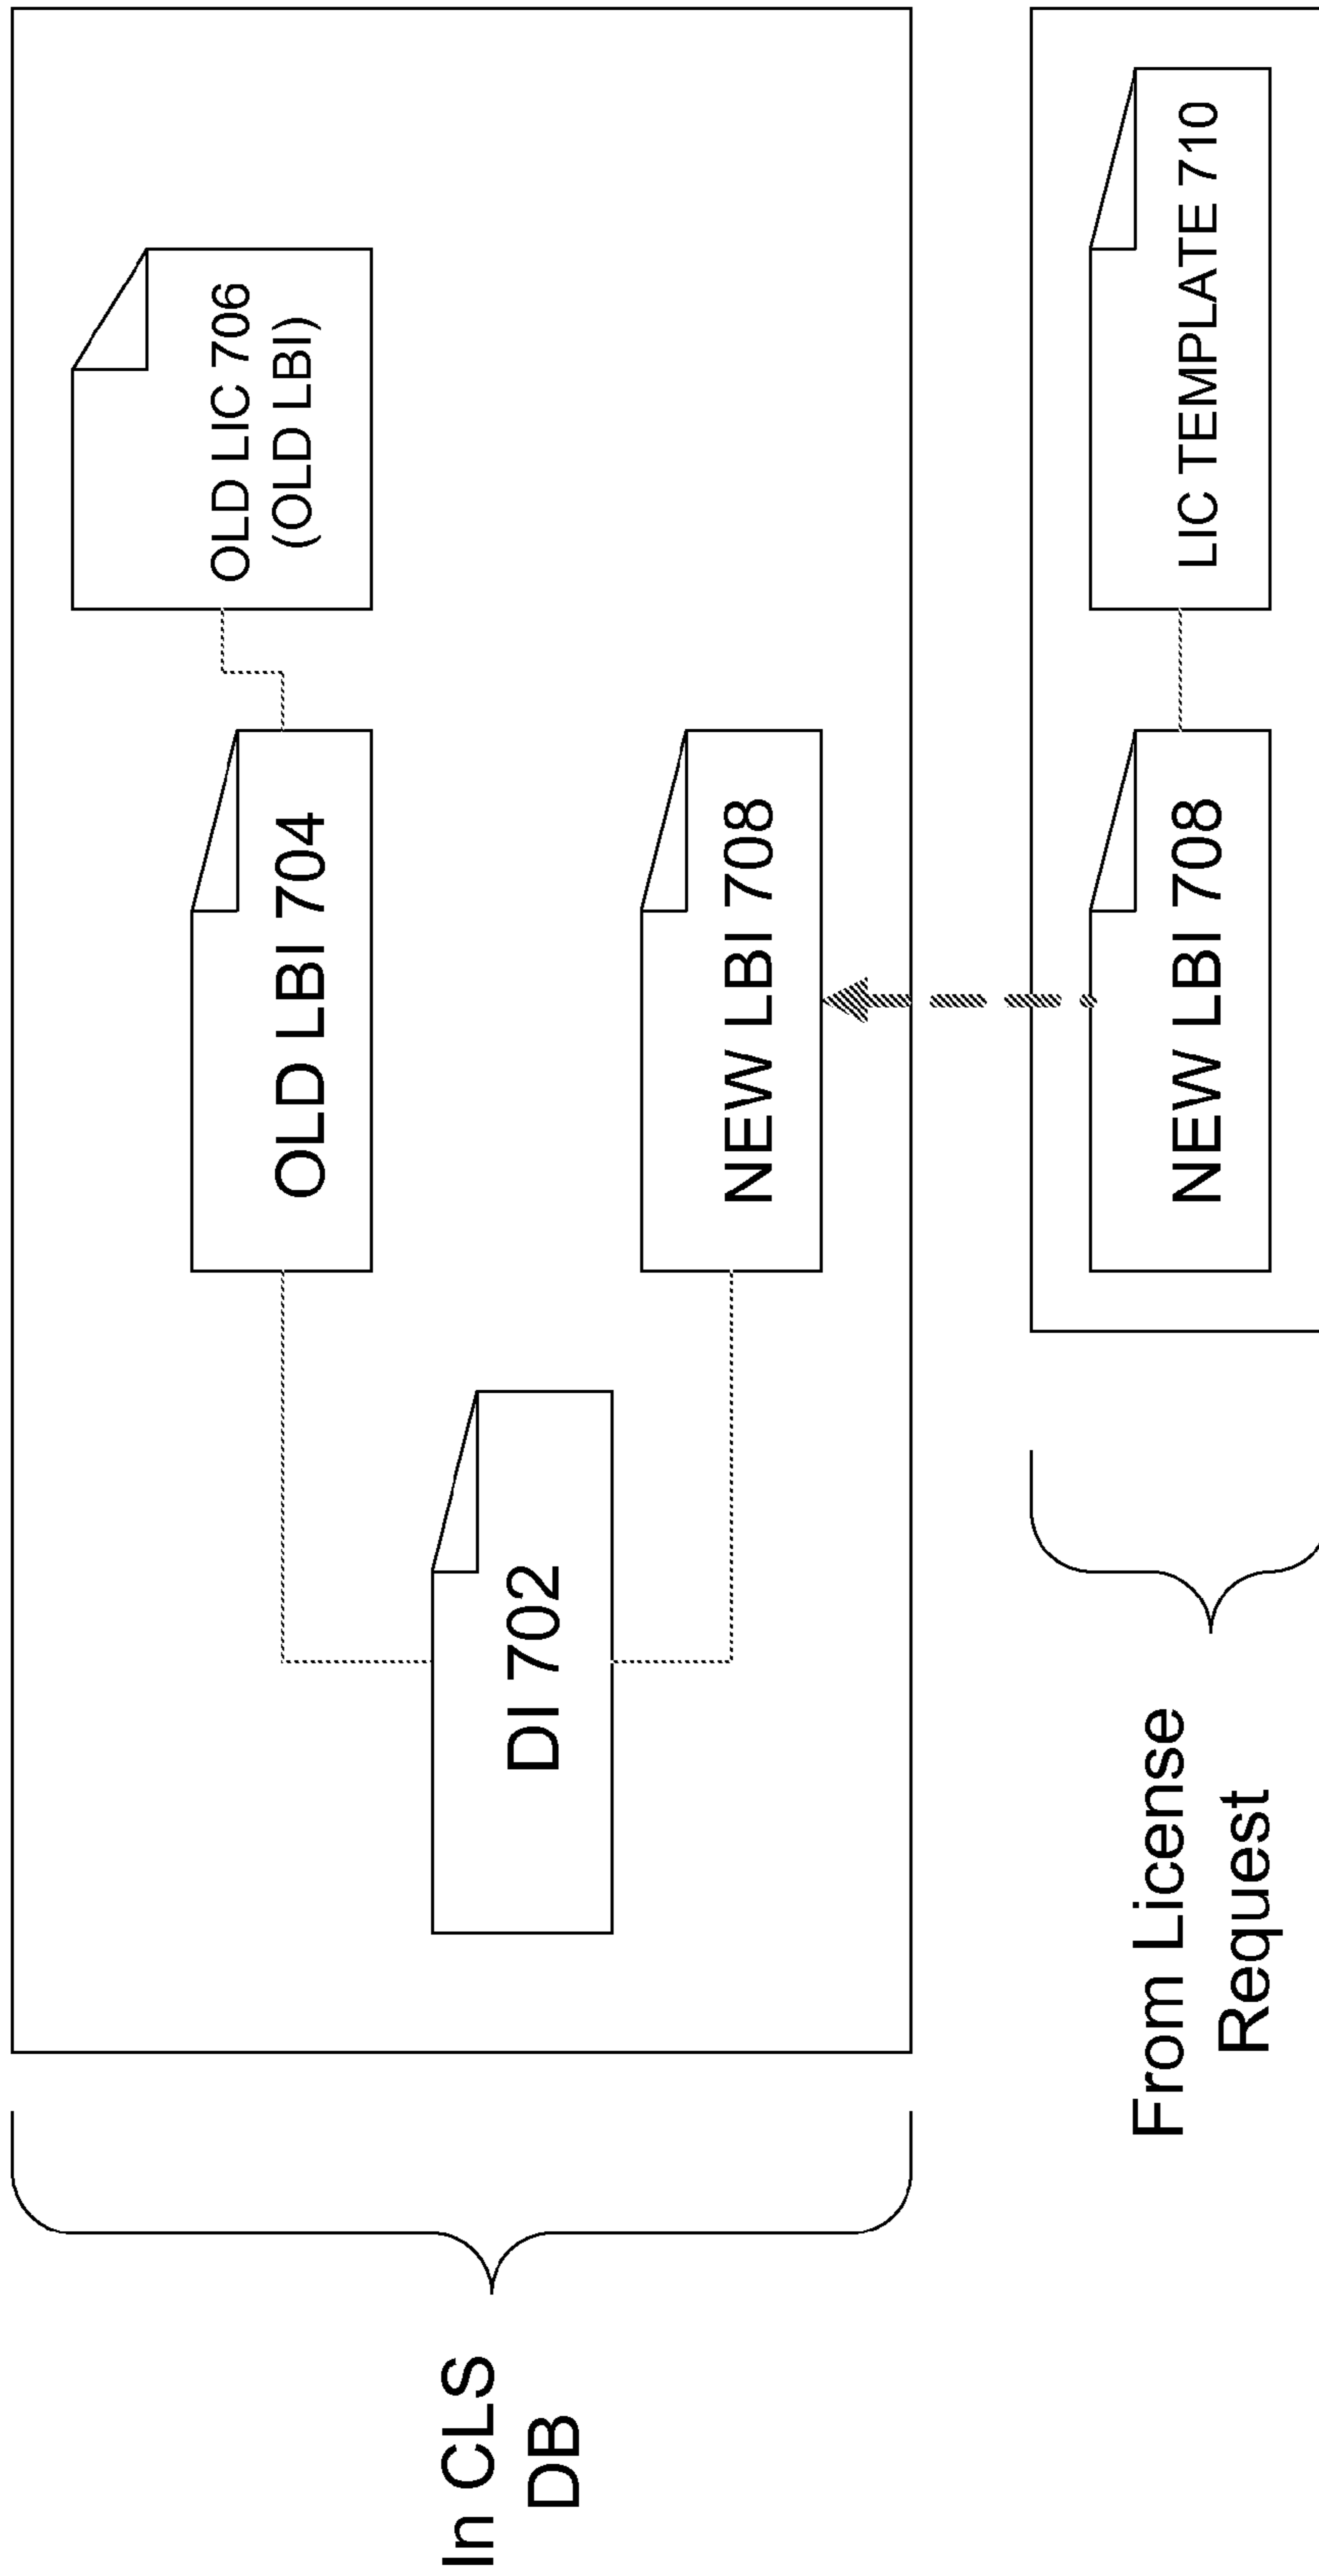 In CLS
DB
DI 702
OLD LBI 704
OLD LIC 706
(OLD LBI)
NEW LBI 708
From License
Request
NEW LBI 708
LIC TEMPLATE 710